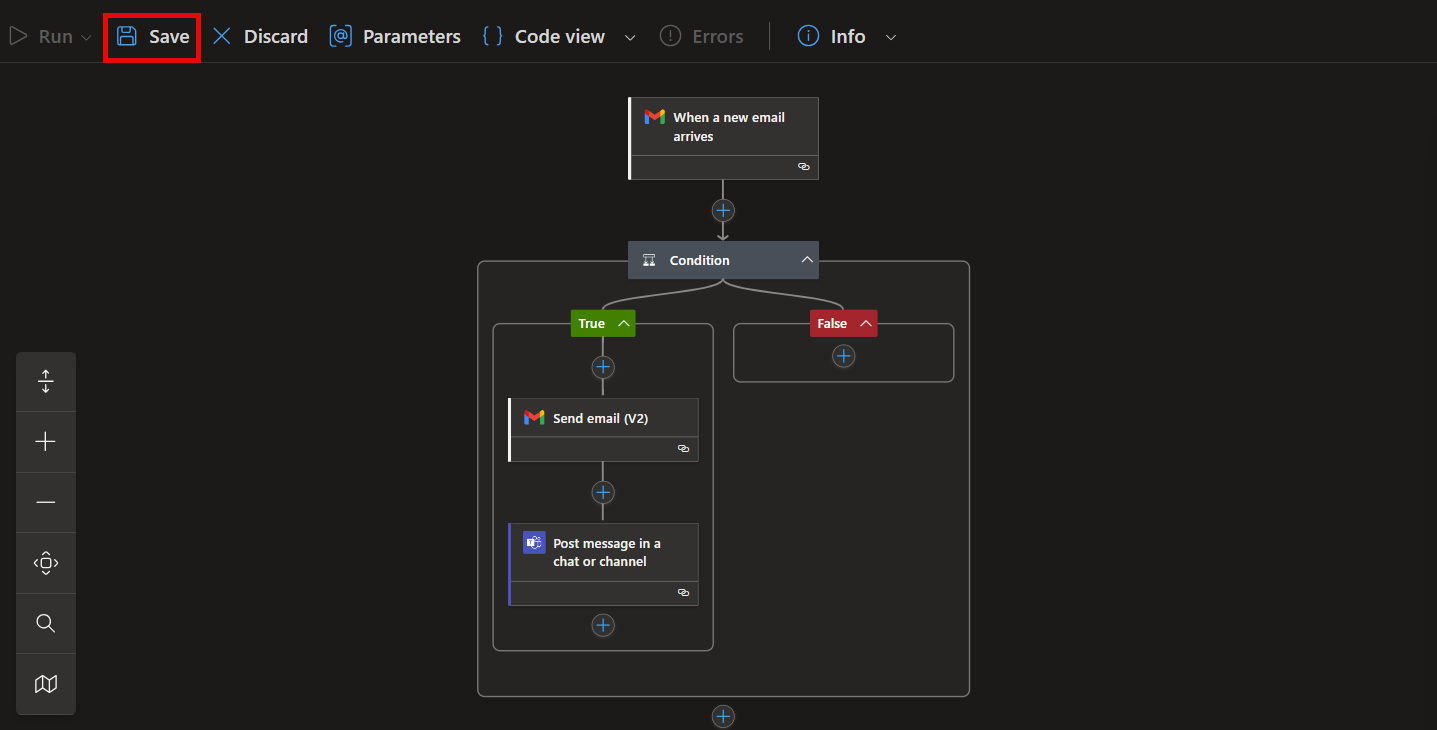 Run Save Discard Parameters Code view Errors Info
When a new email
arrives
Condition
True False
Send email (V2)
Post message in a
chat or channel